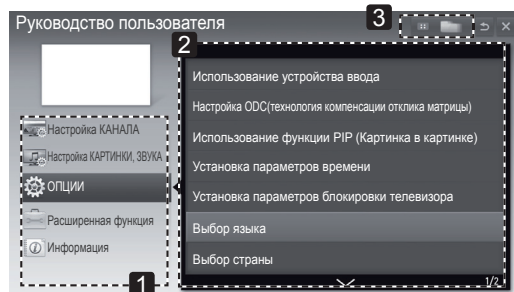 Руководство пользователя
3
2
Использование устройства ввода
Настройка ODC(технология компенсации отклика матрицы)
Использование функции PIP (Картинка в картинке)
Установка параметров времени
Установка параметров блокировки телевизора
Выбор языка
Выбор страны
1/2
Настройка КАНАЛА
Настройка КАРТИНКИ, ЗВУКА
ОПЦИИ
Расширенная функция
Информация
1